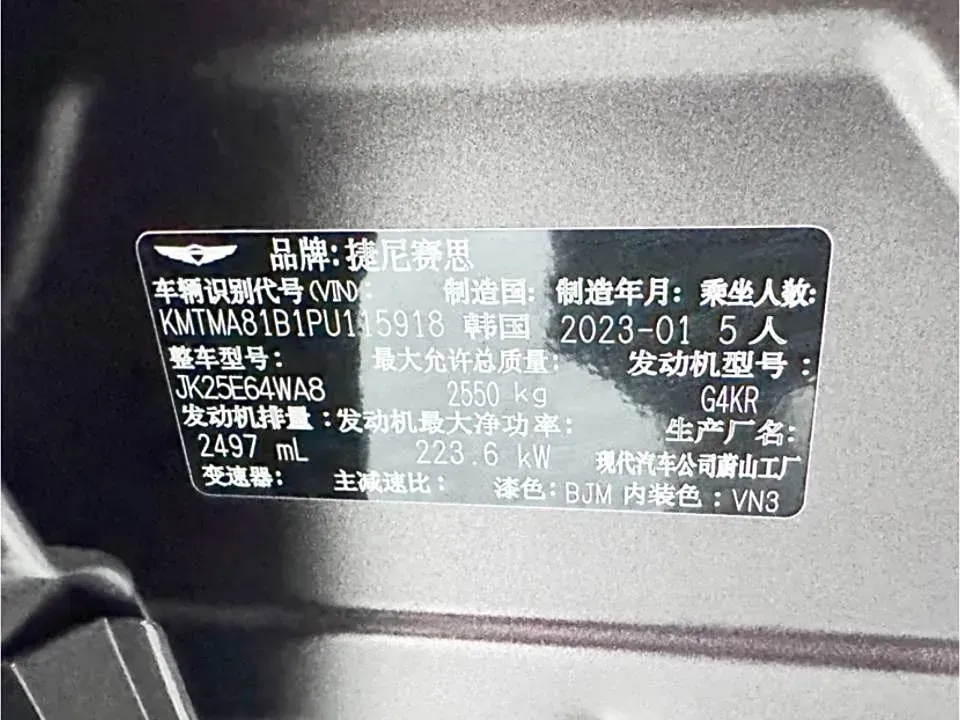 品牌:捷尼赛思
车辆识别代号(VIN): 制造国: 制造年月: 乘坐人数:
KMTMA81B1PU115918 韩国 2023-01 5人
整车型号: 最大允许总质量: 发动机型号:
JK25E64WA8 2550 kg G4KR
发动机排量:发动机最大净功率: 生产厂名:
2497 mL 223.6 kW 现代汽车公司蔚山工厂
变速器: 主减速比: 漆色:BJM 内装色:VN3